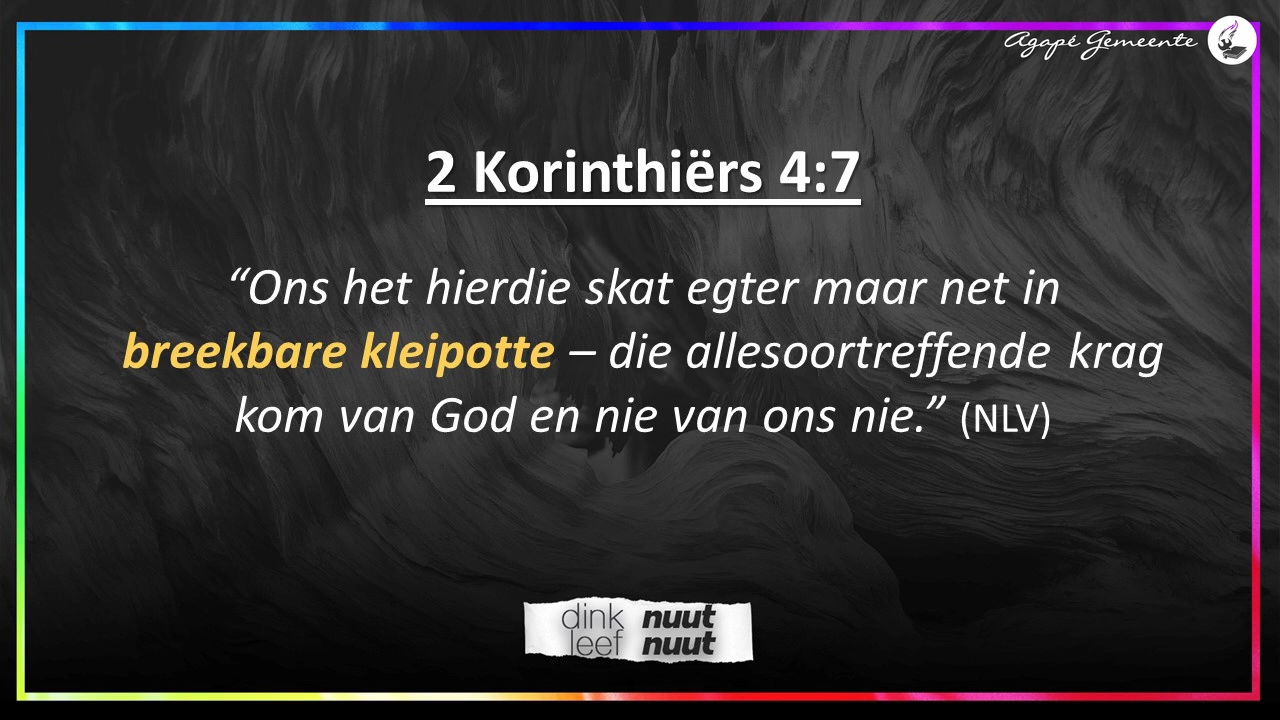 Agapé Gemeente
2 Korinthiërs 4:7
“Ons het hierdie skat egter maar net in
breekbare kleipotte – die allesoortreffende krag
kom van God en nie van ons nie.” (NLV)
dink nuut
leef nuut